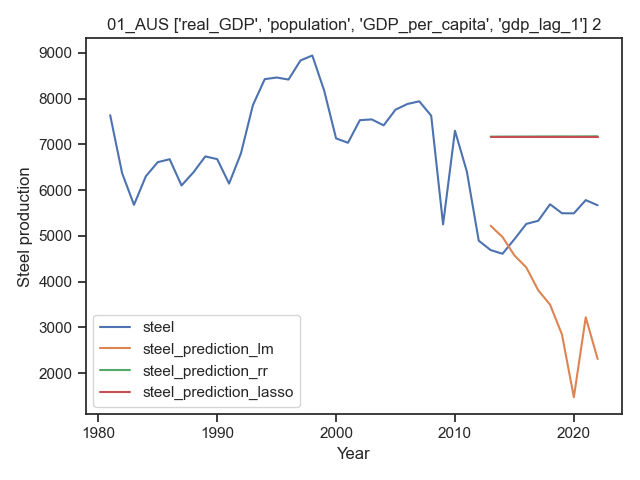 01_AUS ['real_GDP', 'population', 'GDP_per_capita', 'gdp_lag_1'] 2
9000
8000
7000
6000
5000
4000
3000
2000
Steel production
steel
steel_prediction_lm
steel_prediction_rr
steel_prediction_lasso
1980
1990
2000
2010
2020
Year